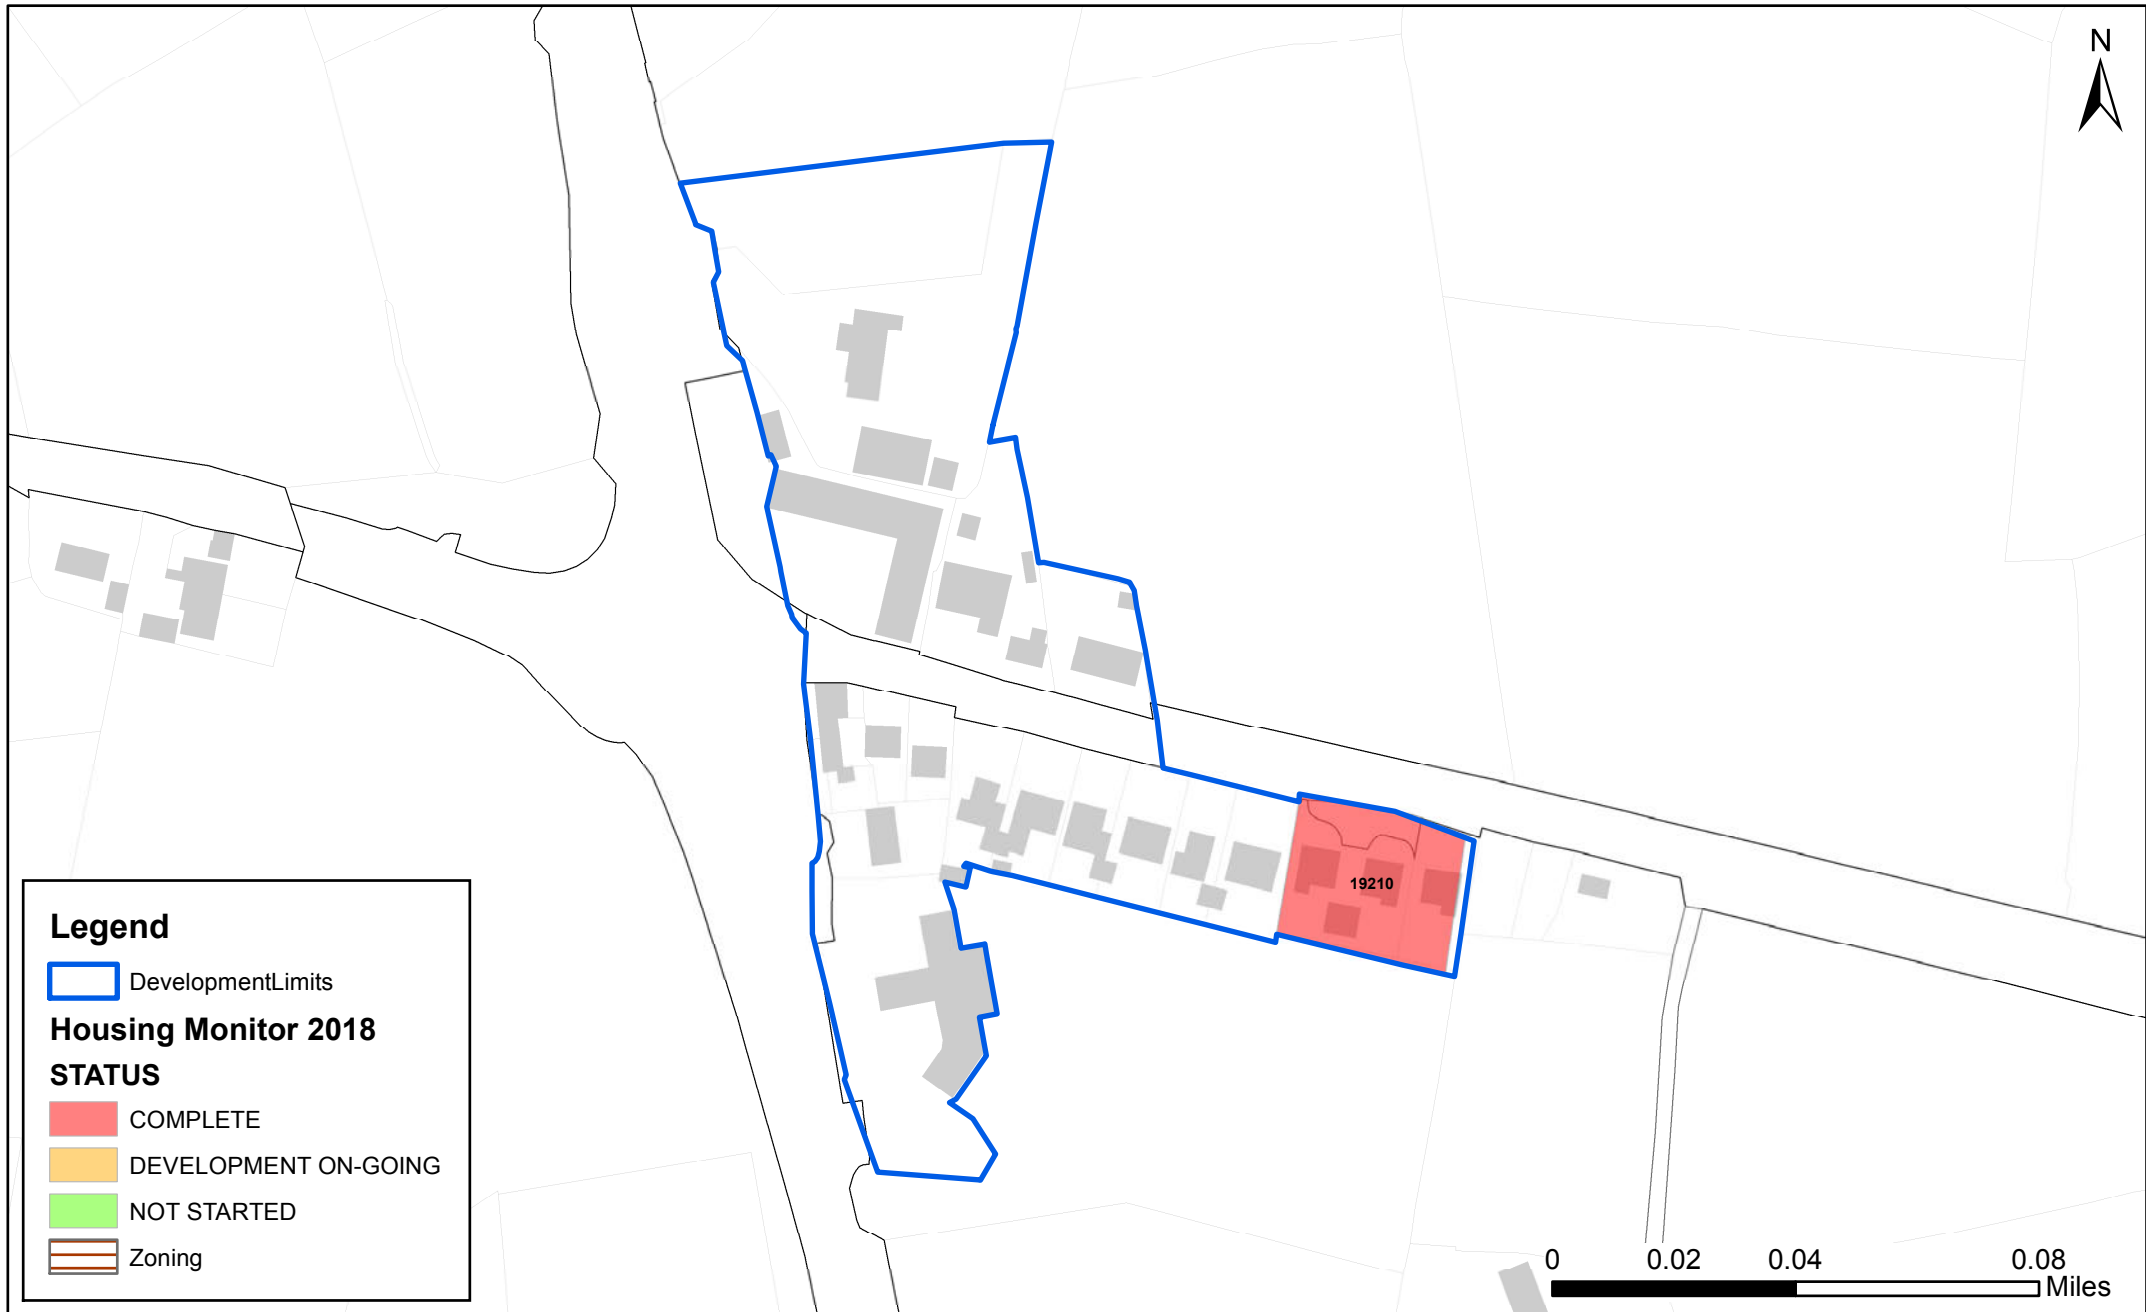 N
19210
Legend
DevelopmentLimits
Housing Monitor 2018
STATUS
COMPLETE
DEVELOPMENT ON-GOING
NOT STARTED
Zoning
0 0.02 0.04 0.08
Miles